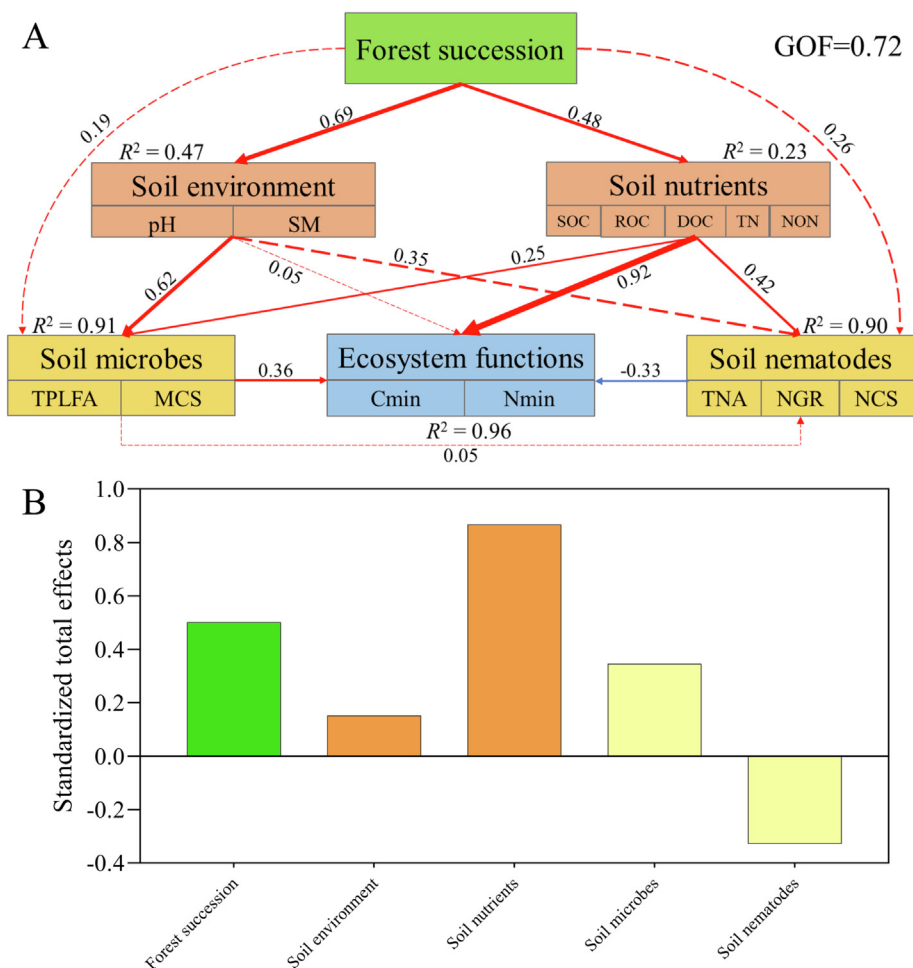 A
Forest succession
GOF=0.72
0.19
0.69
0.48
0.26
R² = 0.47
R² = 0.23
Soil environment
Soil nutrients
pH SM
SOC ROC DOC TN NON
0.62
0.05
0.35
0.25
0.92
0.42
R² = 0.91
R² = 0.90
Soil microbes
Ecosystem functions
Soil nematodes
0.36
-0.33
TPLFA MCS
Cmin Nmin
TNA NGR NCS
R² = 0.96
0.05
B
Standardized total effects
1.0
0.8
0.6
0.4
0.2
0.0
-0.2
-0.4
Forest succession
Soil environment
Soil nutrients
Soil microbes
Soil nematodes